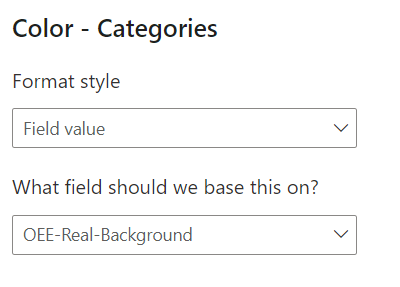 Color - Categories
Format style
Field value
What field should we base this on?
OEE-Real-Background